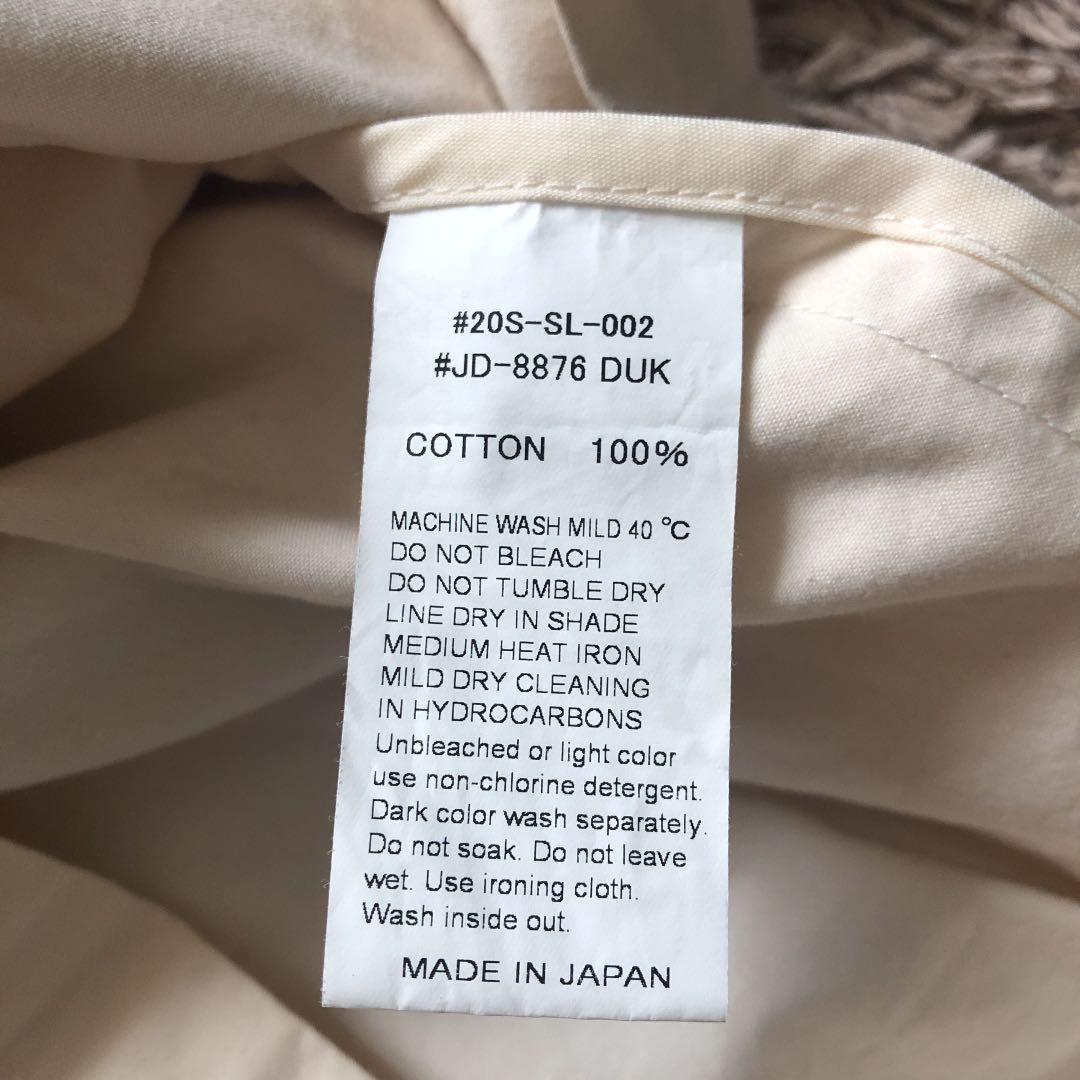 #20S-SL-002
#JD-8876 DUK
COTTON 100%
MACHINE WASH MILD 40 ℃
DO NOT BLEACH
DO NOT TUMBLE DRY
LINE DRY IN SHADE
MEDIUM HEAT IRON
MILD DRY CLEANING
IN HYDROCARBONS
Unbleached or light color
use non-chlorine detergent.
Dark color wash separately.
Do not soak. Do not leave
wet. Use ironing cloth.
Wash inside out.
MADE IN JAPAN